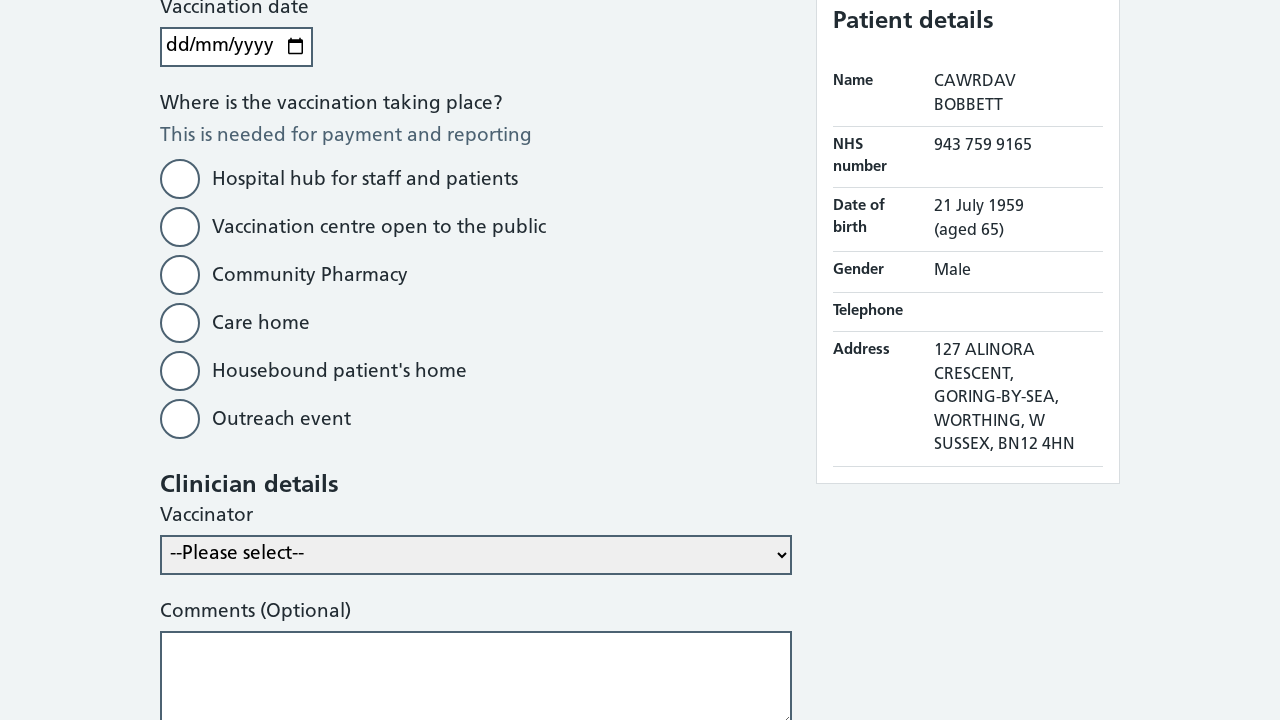 Vaccination date
dd/mm/yyyy
Where is the vaccination taking place?
This is needed for payment and reporting
Hospital hub for staff and patients
Vaccination centre open to the public
Community Pharmacy
Care home
Housebound patient's home
Outreach event
Clinician details
Vaccinator
--Please select--
Comments (Optional)
Patient details
Name CAWRDAV
BOBBETT
NHS 943 759 9165
number
Date of 21 July 1959
birth (aged 65)
Gender Male
Telephone
Address 127 ALINORA
CRESCENT,
GORING-BY-SEA,
WORTHING, W
SUSSEX, BN12 4HN